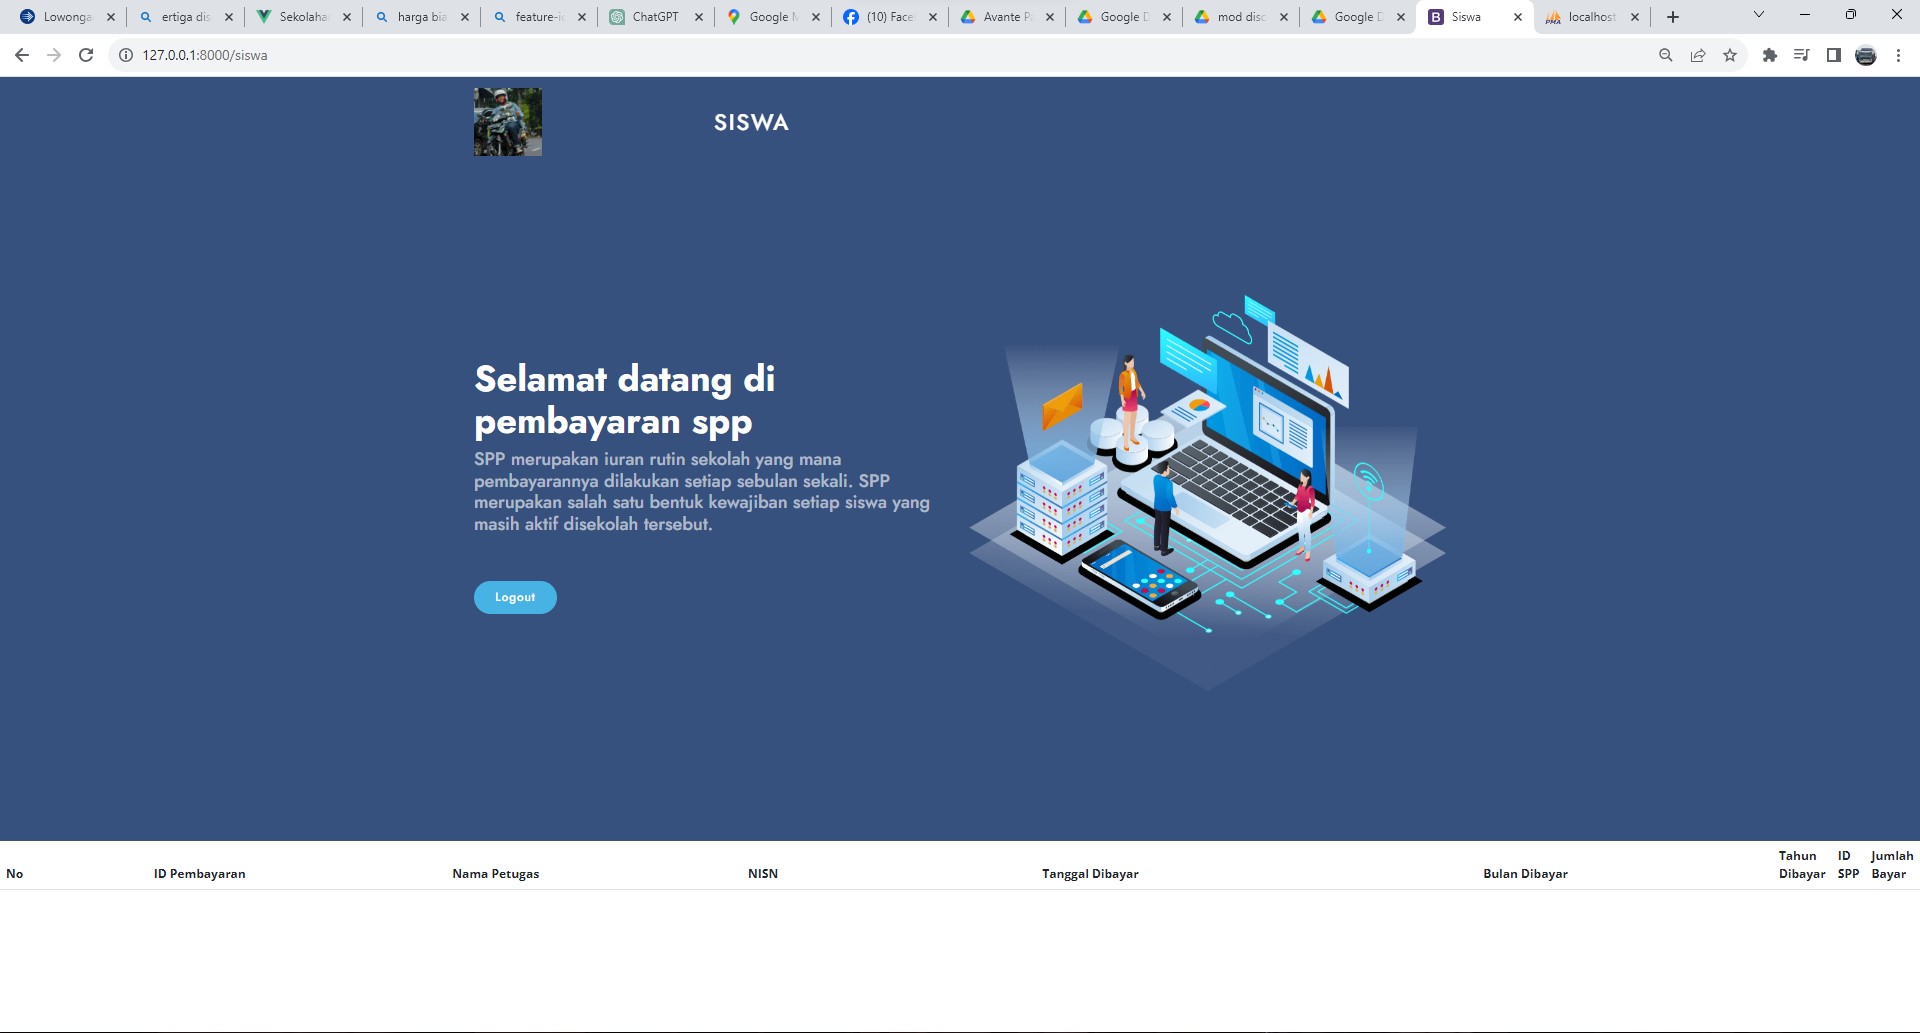 Lowonga
ertiga dis
Sekolaha
harga bia
feature-i
ChatGPT
Google M
(10) Face
Avante P
Google D
mod disc
Google D
Siswa
localhost
127.0.0.1:8000/siswa
SISWA
Selamat datang di
pembayaran spp
SPP merupakan iuran rutin sekolah yang mana
pembayarannya dilakukan setiap sebulan sekali. SPP
merupakan salah satu bentuk kewajiban setiap siswa yang
masih aktif disekolah tersebut.
Logout
No
ID Pembayaran
Nama Petugas
NISN
Tanggal Dibayar
Bulan Dibayar
Tahun
Dibayar
ID
SPP
Jumlah
Bayar